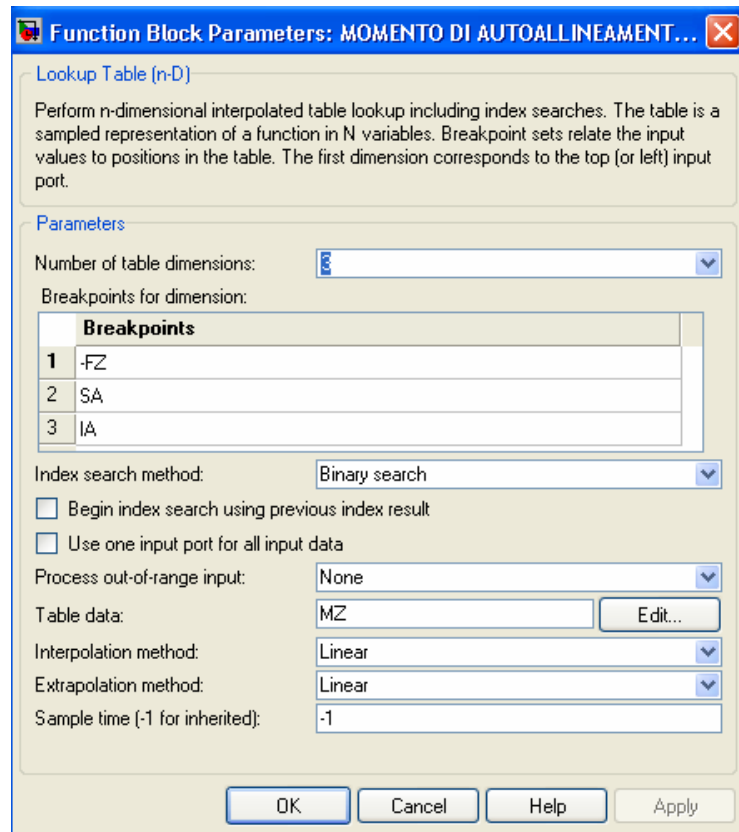 Function Block Parameters: MOMENTO DI AUTOALLINEAMENT...
Lookup Table (n-D)
Perform n-dimensional interpolated table lookup including index searches. The table is a
sampled representation of a function in N variables. Breakpoint sets relate the input
values to positions in the table. The first dimension corresponds to the top (or left) input
port.
Parameters
Number of table dimensions: 3
Breakpoints for dimension:
Breakpoints
1 -FZ
2 SA
3 IA
Index search method: Binary search
Begin index search using previous index result
Use one input port for all input data
Process out-of-range input: None
Table data: MZ Edit...
Interpolation method: Linear
Extrapolation method: Linear
Sample time (-1 for inherited): -1
OK Cancel Help Apply